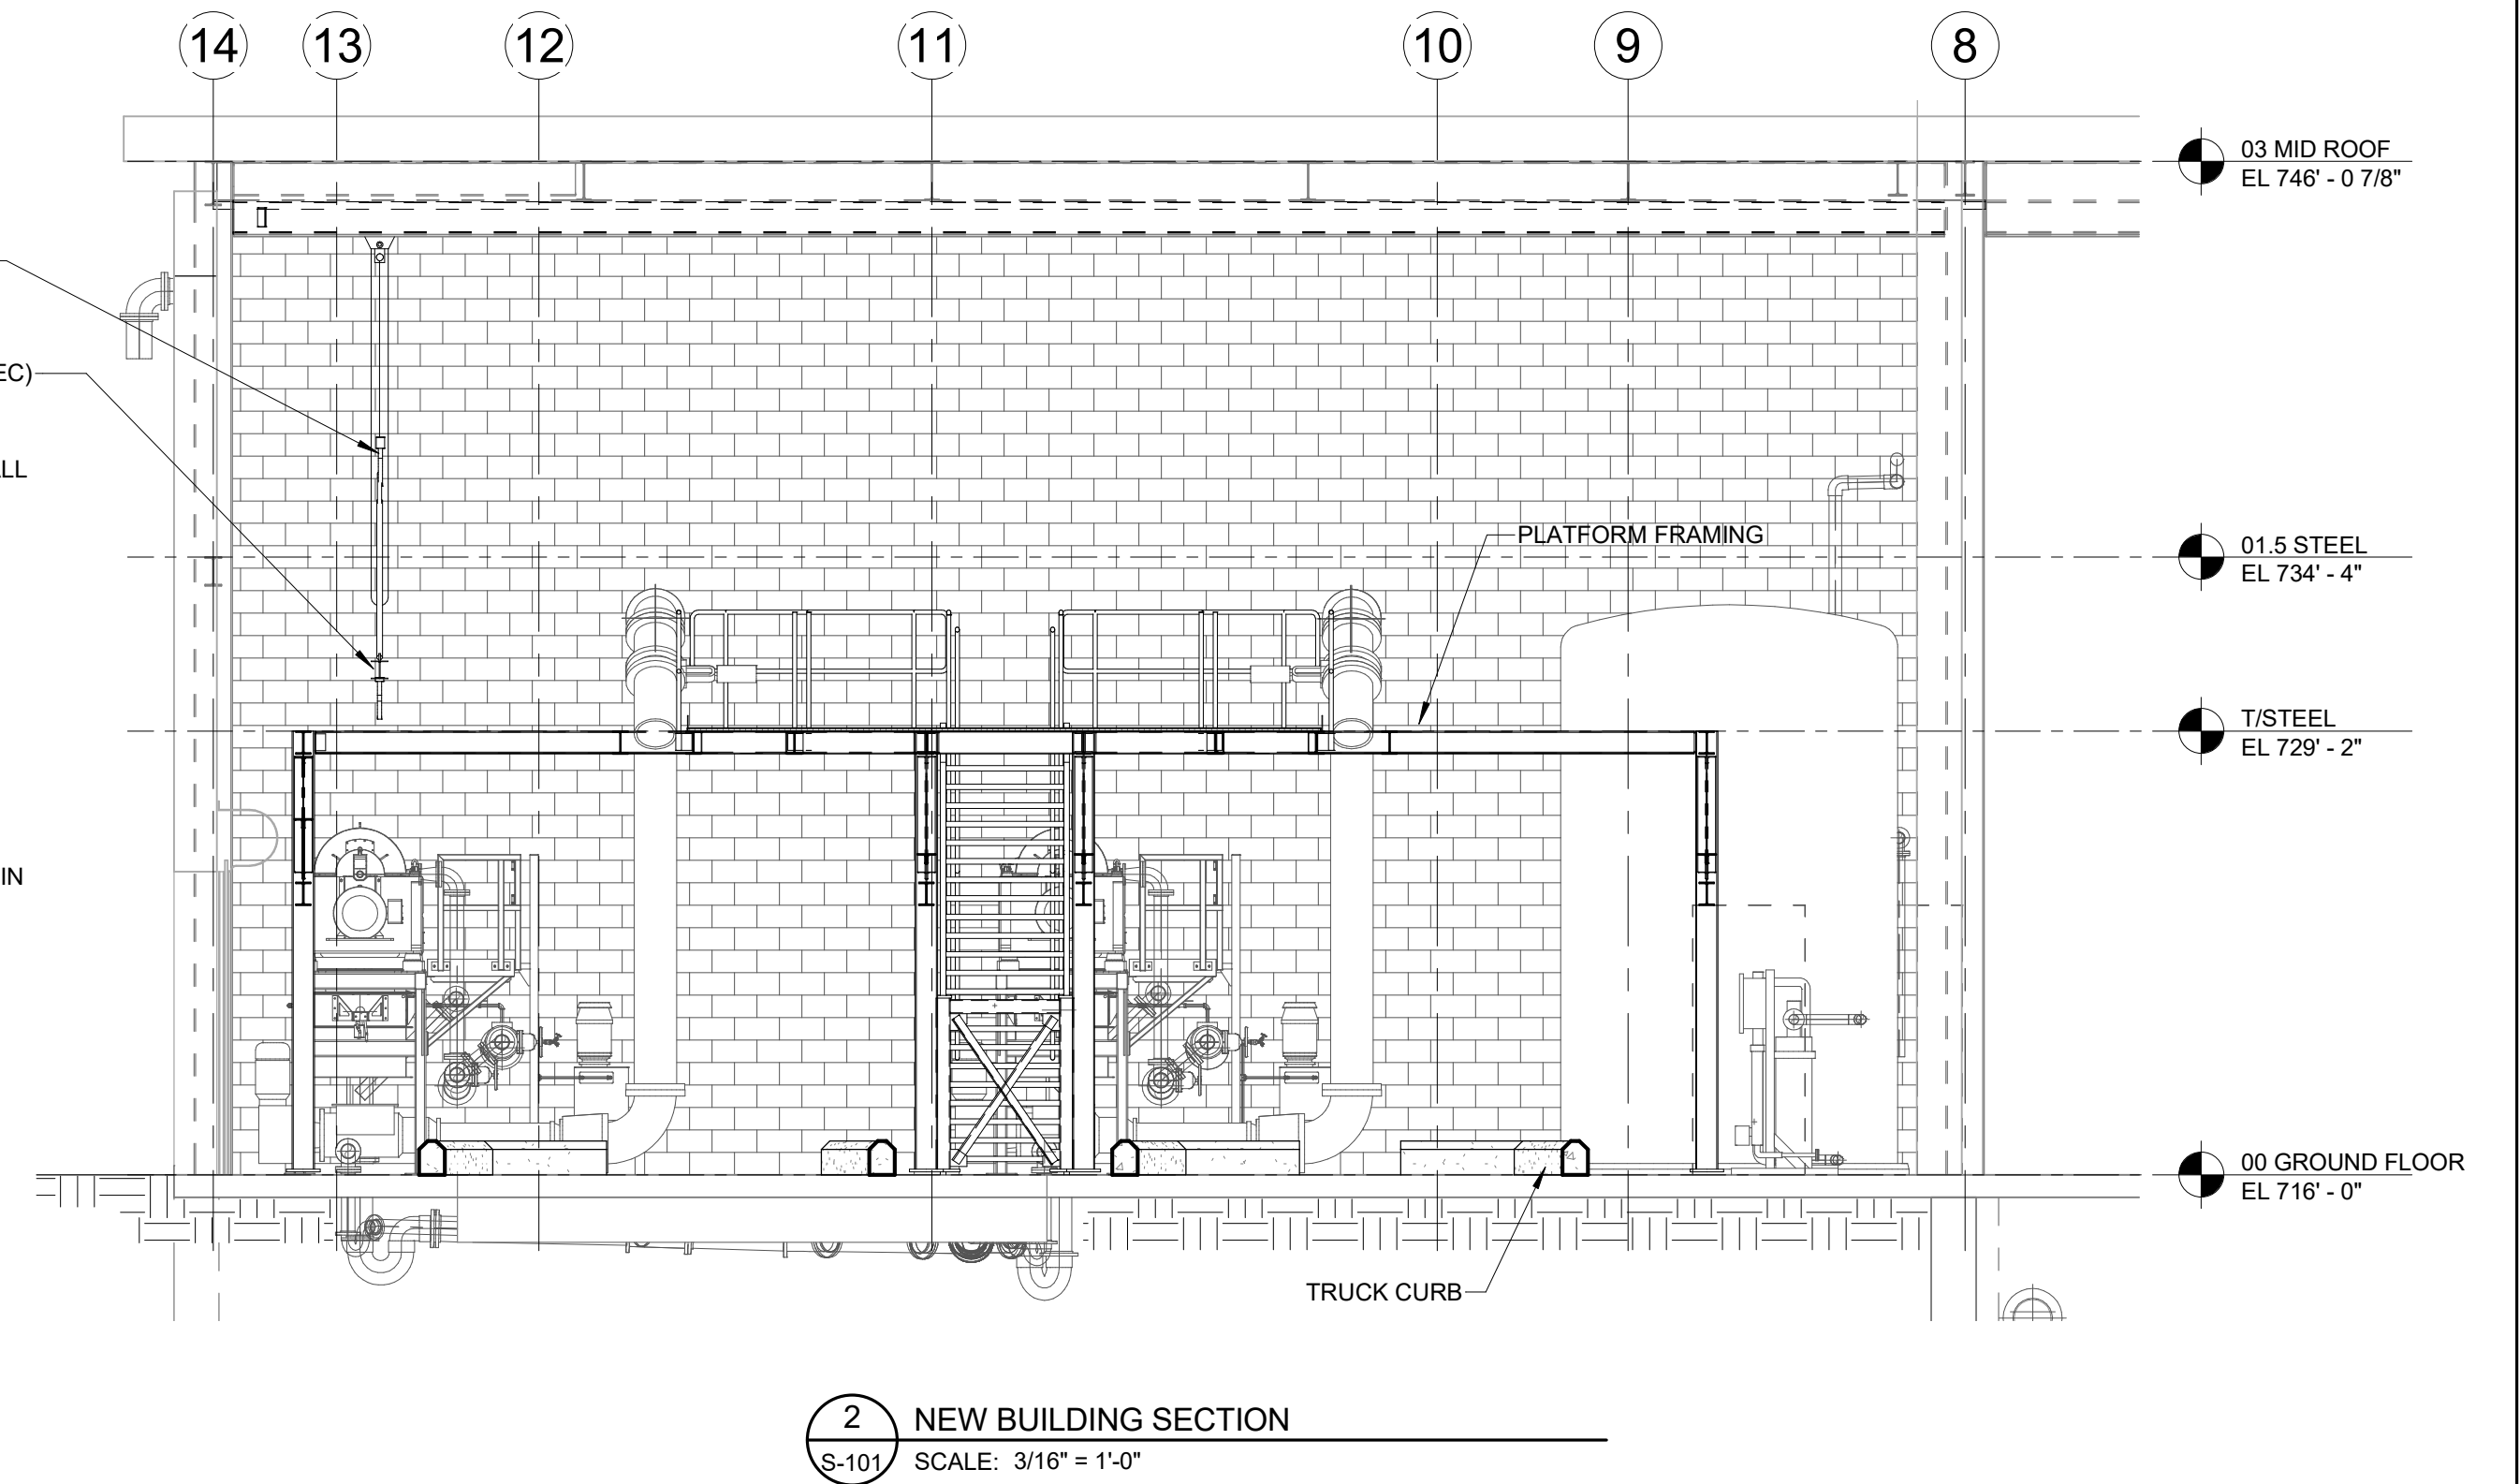 14
13
12
11
10
9
8
03 MID ROOF
EL 746' - 0 7/8"
EC)
ALL
PLATFORM FRAMING
01.5 STEEL
EL 734' - 4"
T/STEEL
EL 729' - 2"
IN
00 GROUND FLOOR
EL 716' - 0"
TRUCK CURB
2
NEW BUILDING SECTION
S-101
SCALE: 3/16" = 1'-0"